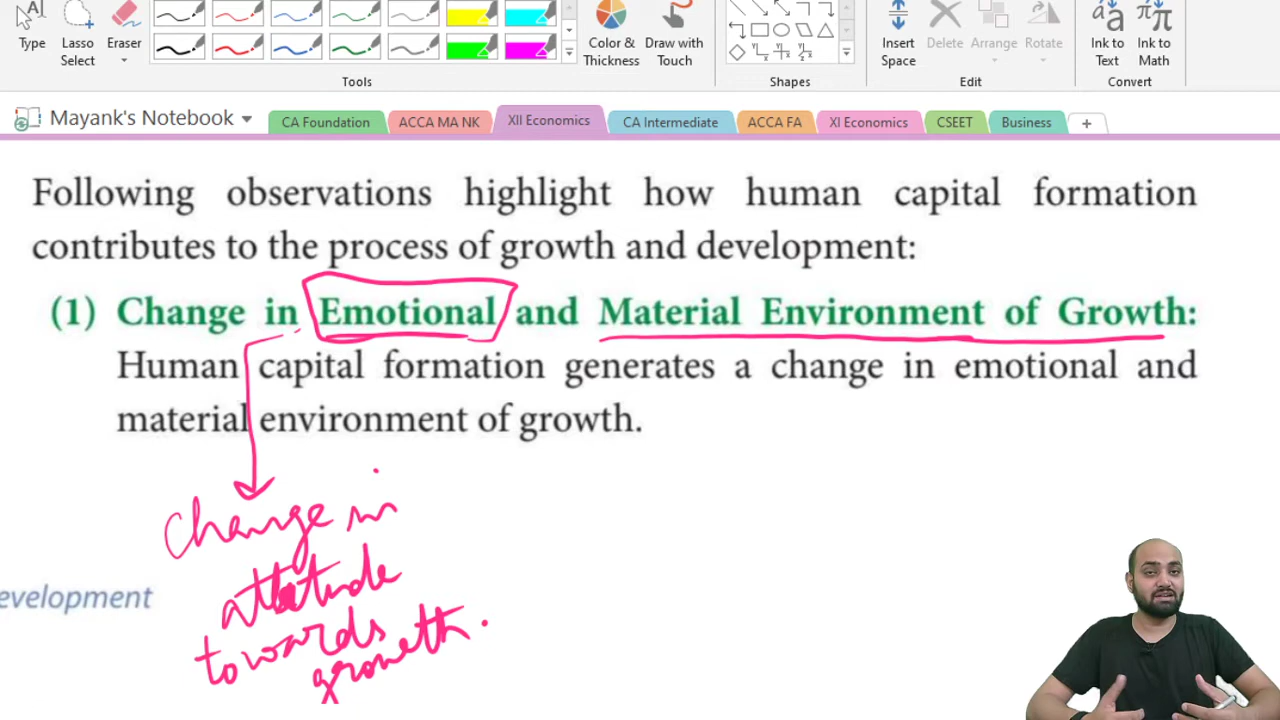 Type
Lasso
Select
Eraser
Color &
Thickness
Draw with
Touch
Insert
Space
Delete
Arrange
Rotate
Ink to
Text
Ink to
Math
Tools
Shapes
Edit
Convert
Mayank's Notebook
CA Foundation
ACCA MA NK
XII Economics
CA Intermediate
ACCA FA
XI Economics
CSEET
Business
Following observations highlight how human capital formation
contributes to the process of growth and development:
(1) Change in Emotional and Material Environment of Growth:
Human capital formation generates a change in emotional and
material environment of growth.
Change in
attitude
towards
growth.
evelopment